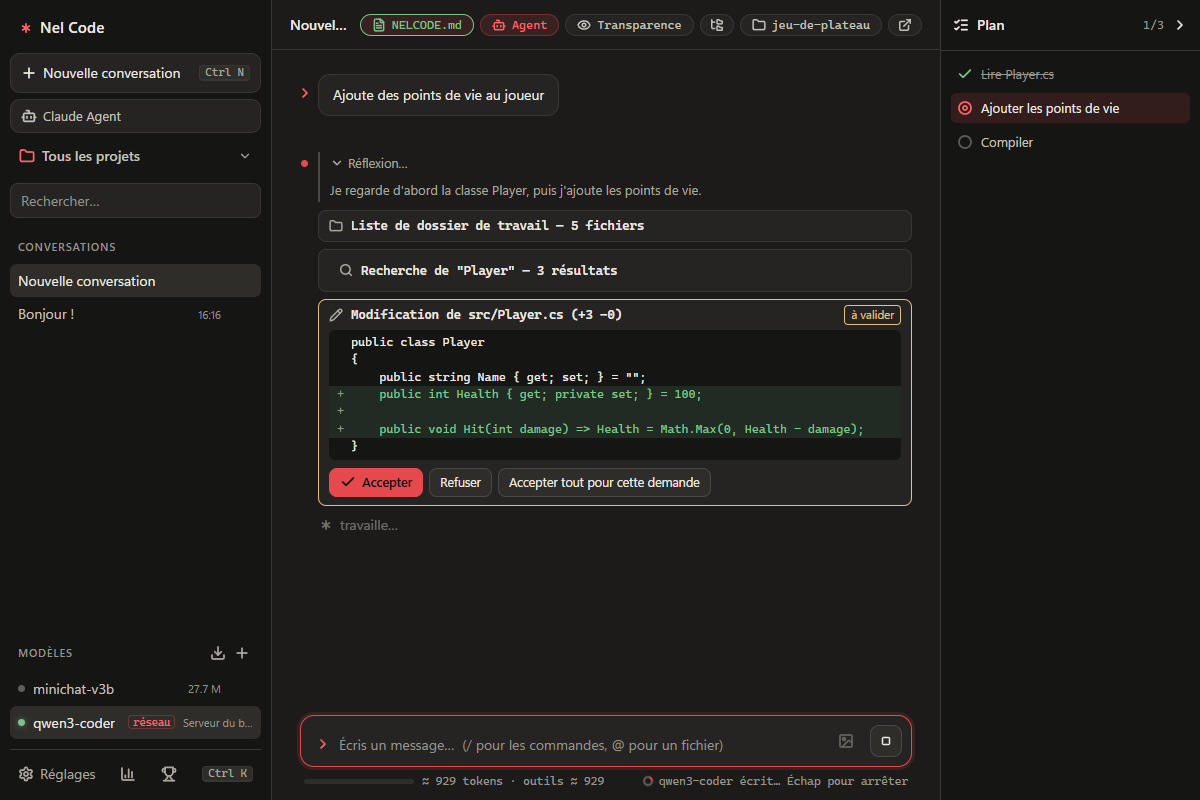 Nel Code
Nouvelle conversation Ctrl N
Claude Agent
Tous les projets
Rechercher...
CONVERSATIONS
Nouvelle conversation
Bonjour ! 16:16
MODÈLES
minichat-v3b 27.7 M
qwen3-coder réseau Serveur du b...
Réglages Ctrl K
Nouvel... NELCODE.md Agent Transparence jeu-de-plateau
Ajoute des points de vie au joueur
Réflexion...
Je regarde d'abord la classe Player, puis j'ajoute les points de vie.
Liste de dossier de travail — 5 fichiers
Recherche de "Player" — 3 résultats
Modification de src/Player.cs (+3 −0) à valider
public class Player
{
public string Name { get; set; } = "";
+ public int Health { get; private set; } = 100;
+
+ public void Hit(int damage) => Health = Math.Max(0, Health - damage);
}
Accepter Refuser Accepter tout pour cette demande
travaille...
Écris un message... (/ pour les commandes, @ pour un fichier)
≈ 929 tokens · outils ≈ 929 qwen3-coder écrit… Échap pour arrêter
Plan 1/3
Lire Player.cs
Ajouter les points de vie
Compiler